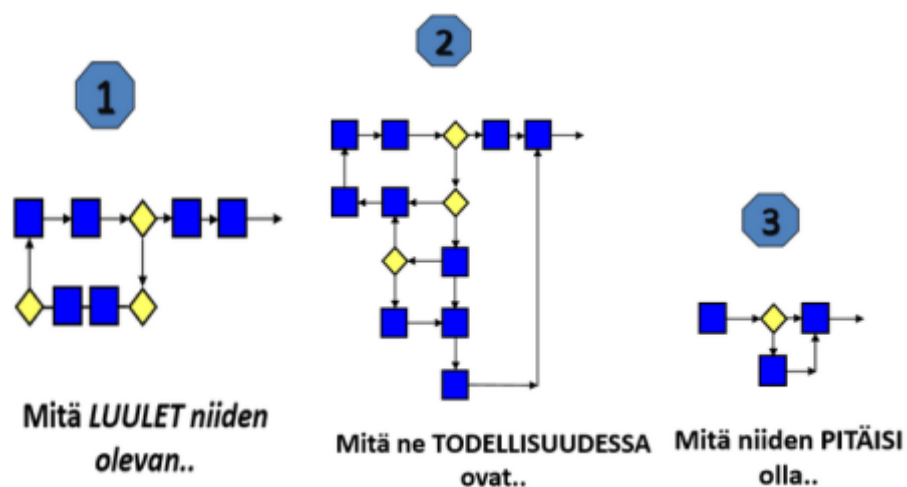 1
Mitä LUULET niiden
olevan..
2
Mitä ne TODELLISUUDESSA
ovat..
3
Mitä niiden PITÄISI
olla..